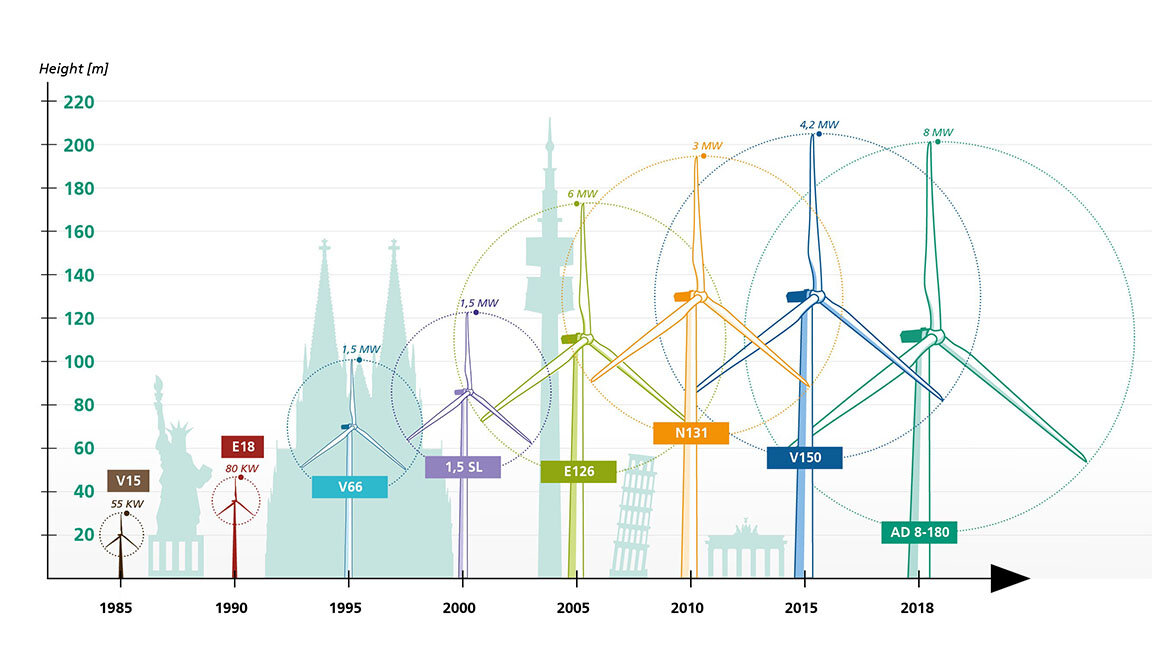 Height [m]
220
200
180
160
140
120
100
80
60
40
20
V15
55 KW
E18
80 KW
1,5 MW
V66
1,5 MW
1,5 SL
6 MW
E126
3 MW
N131
4,2 MW
V150
8 MW
AD 8-180
1985 1990 1995 2000 2005 2010 2015 2018